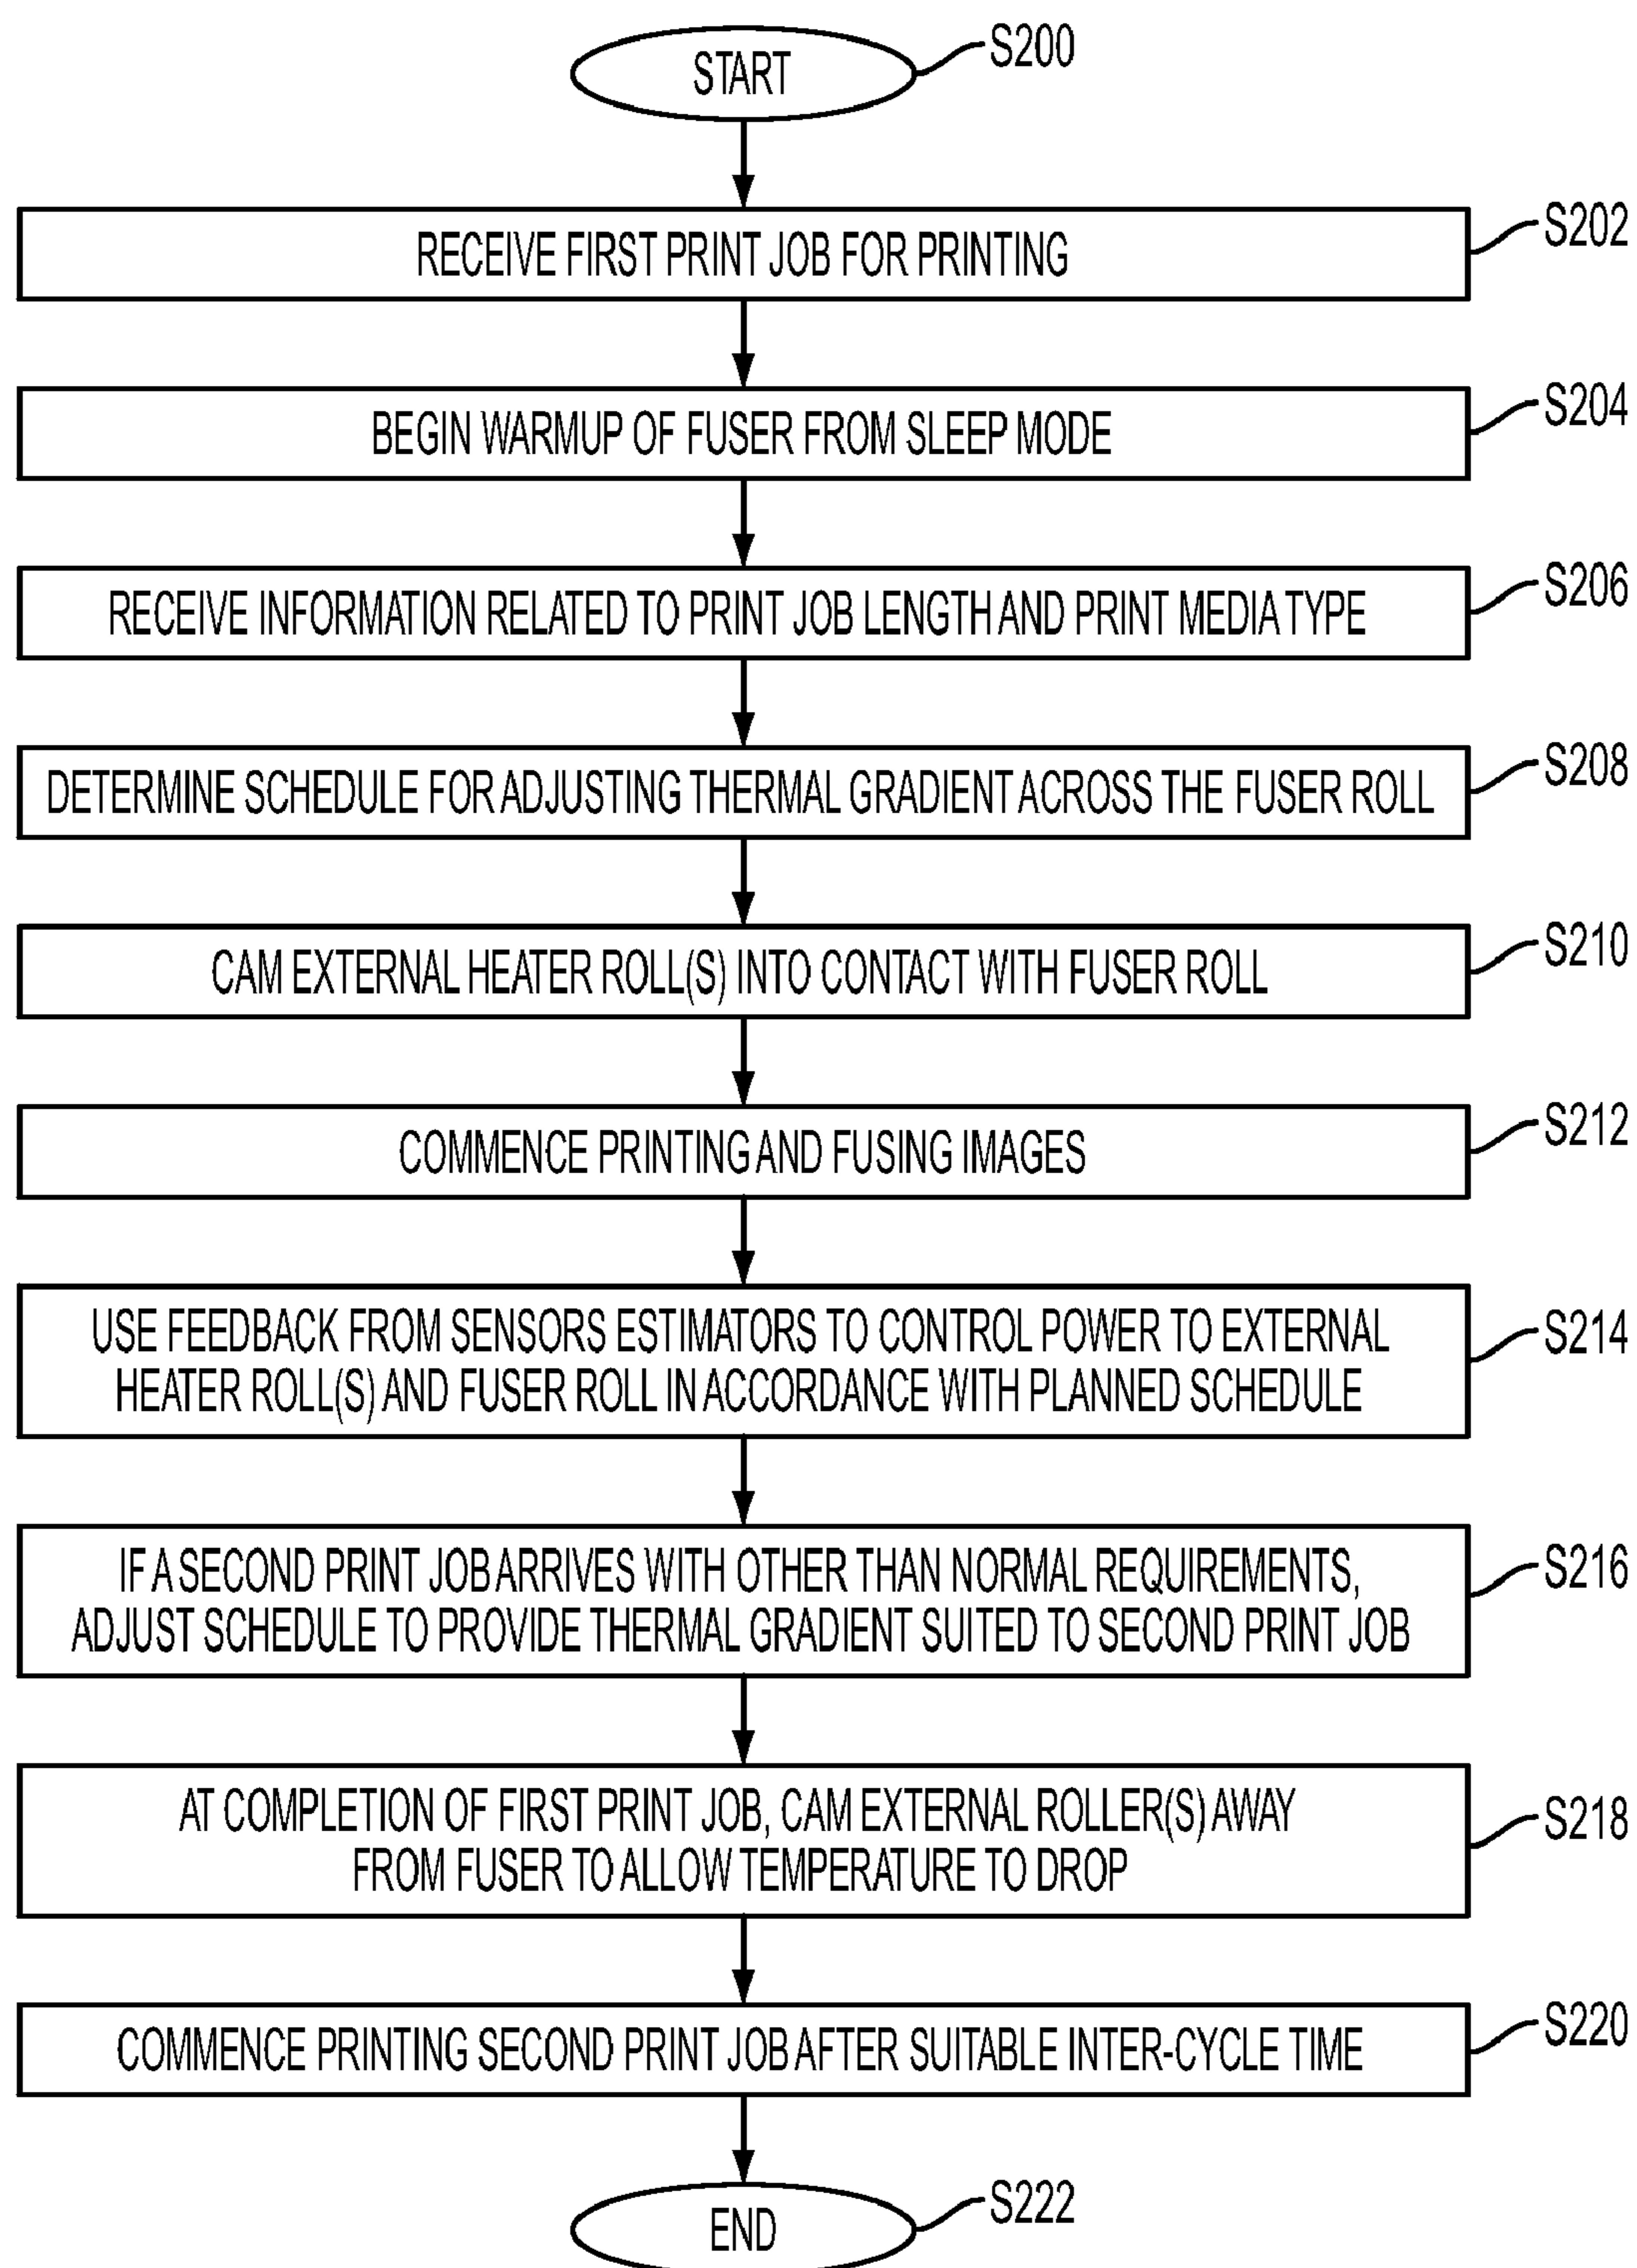 START
S200
RECEIVE FIRST PRINT JOB FOR PRINTING
S202
BEGIN WARMUP OF FUSER FROM SLEEP MODE
S204
RECEIVE INFORMATION RELATED TO PRINT JOB LENGTH AND PRINT MEDIA TYPE
S206
DETERMINE SCHEDULE FOR ADJUSTING THERMAL GRADIENT ACROSS THE FUSER ROLL
S208
CAM EXTERNAL HEATER ROLL(S) INTO CONTACT WITH FUSER ROLL
S210
COMMENCE PRINTING AND FUSING IMAGES
S212
USE FEEDBACK FROM SENSORS ESTIMATORS TO CONTROL POWER TO EXTERNAL
HEATER ROLL(S) AND FUSER ROLL IN ACCORDANCE WITH PLANNED SCHEDULE
S214
IF A SECOND PRINT JOB ARRIVES WITH OTHER THAN NORMAL REQUIREMENTS,
ADJUST SCHEDULE TO PROVIDE THERMAL GRADIENT SUITED TO SECOND PRINT JOB
S216
AT COMPLETION OF FIRST PRINT JOB, CAM EXTERNAL ROLLER(S) AWAY
FROM FUSER TO ALLOW TEMPERATURE TO DROP
S218
COMMENCE PRINTING SECOND PRINT JOB AFTER SUITABLE INTER-CYCLE TIME
S220
END
S222